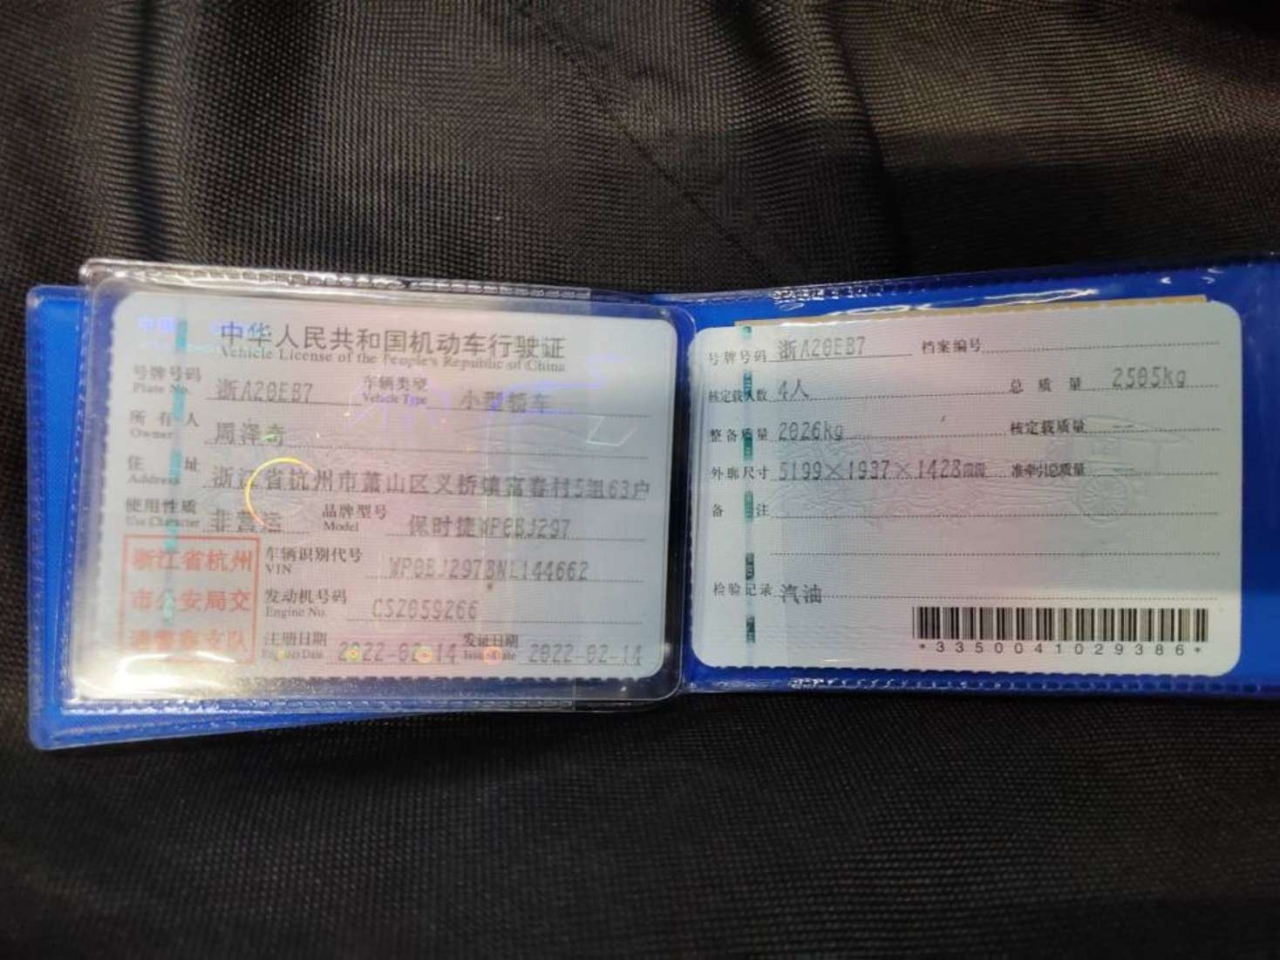 中华人民共和国机动车行驶证
Vehicle License of the People's Republic of China
号牌号码 浙A20EB7 车辆类型 小型轿车
Plate No. Vehicle Type
所有人 周泽奇
Owner
住址 浙江省杭州市萧山区义桥镇富春村5组63户
Address
使用性质 非营运 品牌型号 保时捷WP0BJ297
Use Character Model
浙江省杭州
市公安局交
通警察支队
车辆识别代号 WP0BJ297BNL144662
VIN
发动机号码 CSZ059266
Engine No.
注册日期 2022-02-14 发证日期 2022-02-14
Register Date Issue Date
号牌号码 浙A20EB7 档案编号
核定载人数 4人 总质量 2505kg
整备质量 2026kg 核定载质量 --
外廓尺寸 5199×1937×1428mm 准牵引总质量 --
备注
检验记录 汽油
*3350041029386*